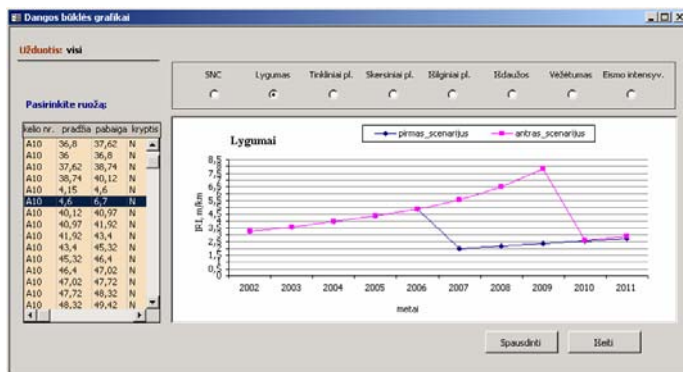 Dangos būklės grafikai
Užduotis: visi
SNC Lygumas Tinkliniai pl. Skersiniai pl. Išilginiai pl. Išdaužos Vėžėtumas Eismo intensyv.
Pasirinkite ruožą:
kelio nr. pradžia pabaiga kryptis
A10 36,8 37,62 N
A10 36 36,8 N
A10 37,62 38,74 N
A10 38,74 40,12 N
A10 4,15 4,6 N
A10 4,6 6,7 N
A10 40,12 40,97 N
A10 40,97 41,92 N
A10 41,92 43,4 N
A10 43,4 45,32 N
A10 45,32 46,4 N
A10 46,4 47,02 N
A10 47,02 47,72 N
A10 47,72 48,32 N
A10 48,32 49,42 N
Lygumai
pirmas_scenarijus antras_scenarijus
IRI, m/km
8,5
8
7,5
7
6,5
6
5,5
5
4,5
4
3,5
3
2,5
2
1,5
1
0,5
0
2002 2003 2004 2005 2006 2007 2008 2009 2010 2011
metai
Spausdinti Išeiti